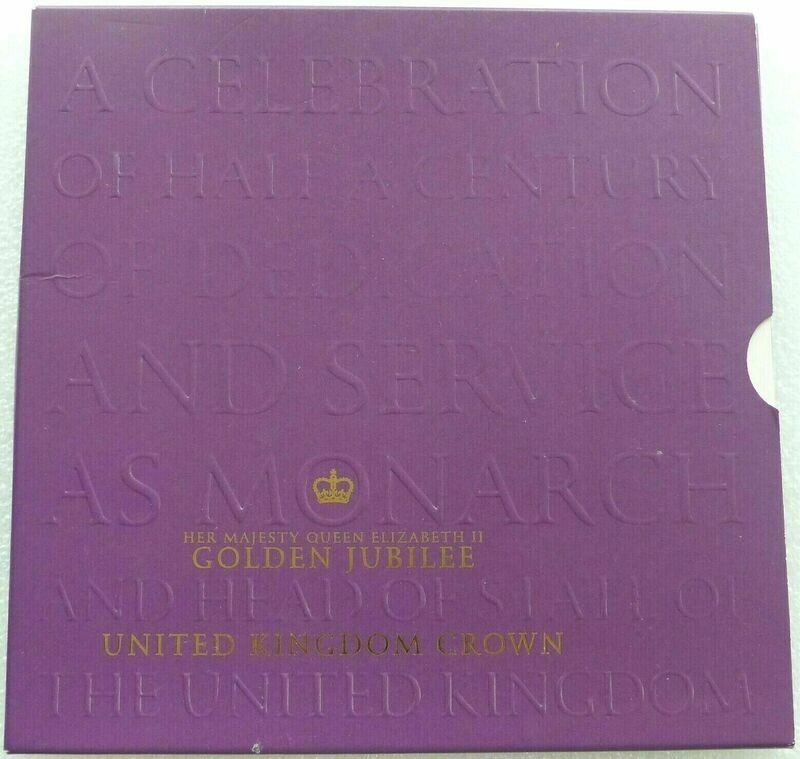 A CELEBRATION
OF HALF A CENTURY
OF DEDICATION
AND SERVICE
AS MONARCH
HER MAJESTY QUEEN ELIZABETH II
GOLDEN JUBILEE
AND HEAD OF STATE OF
UNITED KINGDOM CROWN
THE UNITED KINGDOM